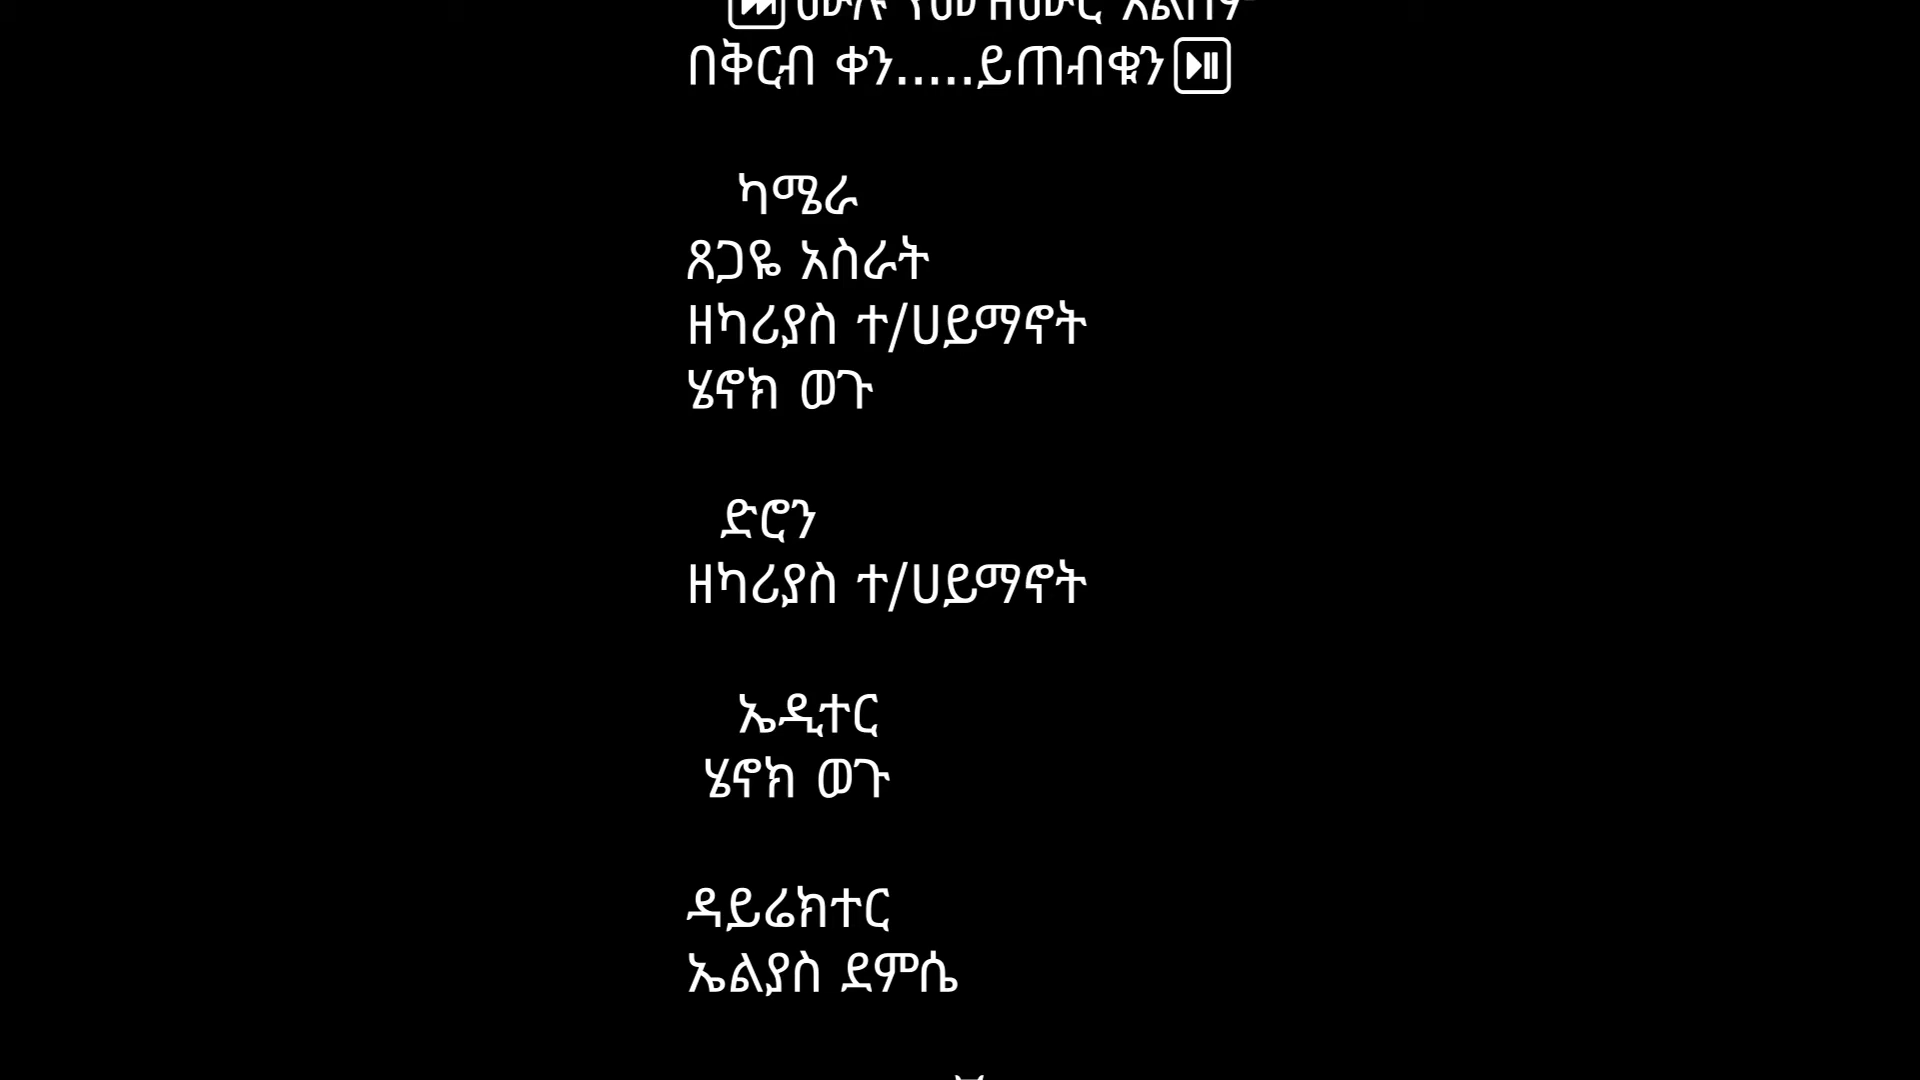 በቅርብ ቀን.....ይጠብቁን⏯
ካሜራ
ጸጋዬ አስራት
ዘካሪያስ ተ/ሀይማኖት
ሄኖክ ወጉ
ድሮን
ዘካሪያስ ተ/ሀይማኖት
ኤዲተር
ሄኖክ ወጉ
ዳይሬክተር
ኤልያስ ደምሴ